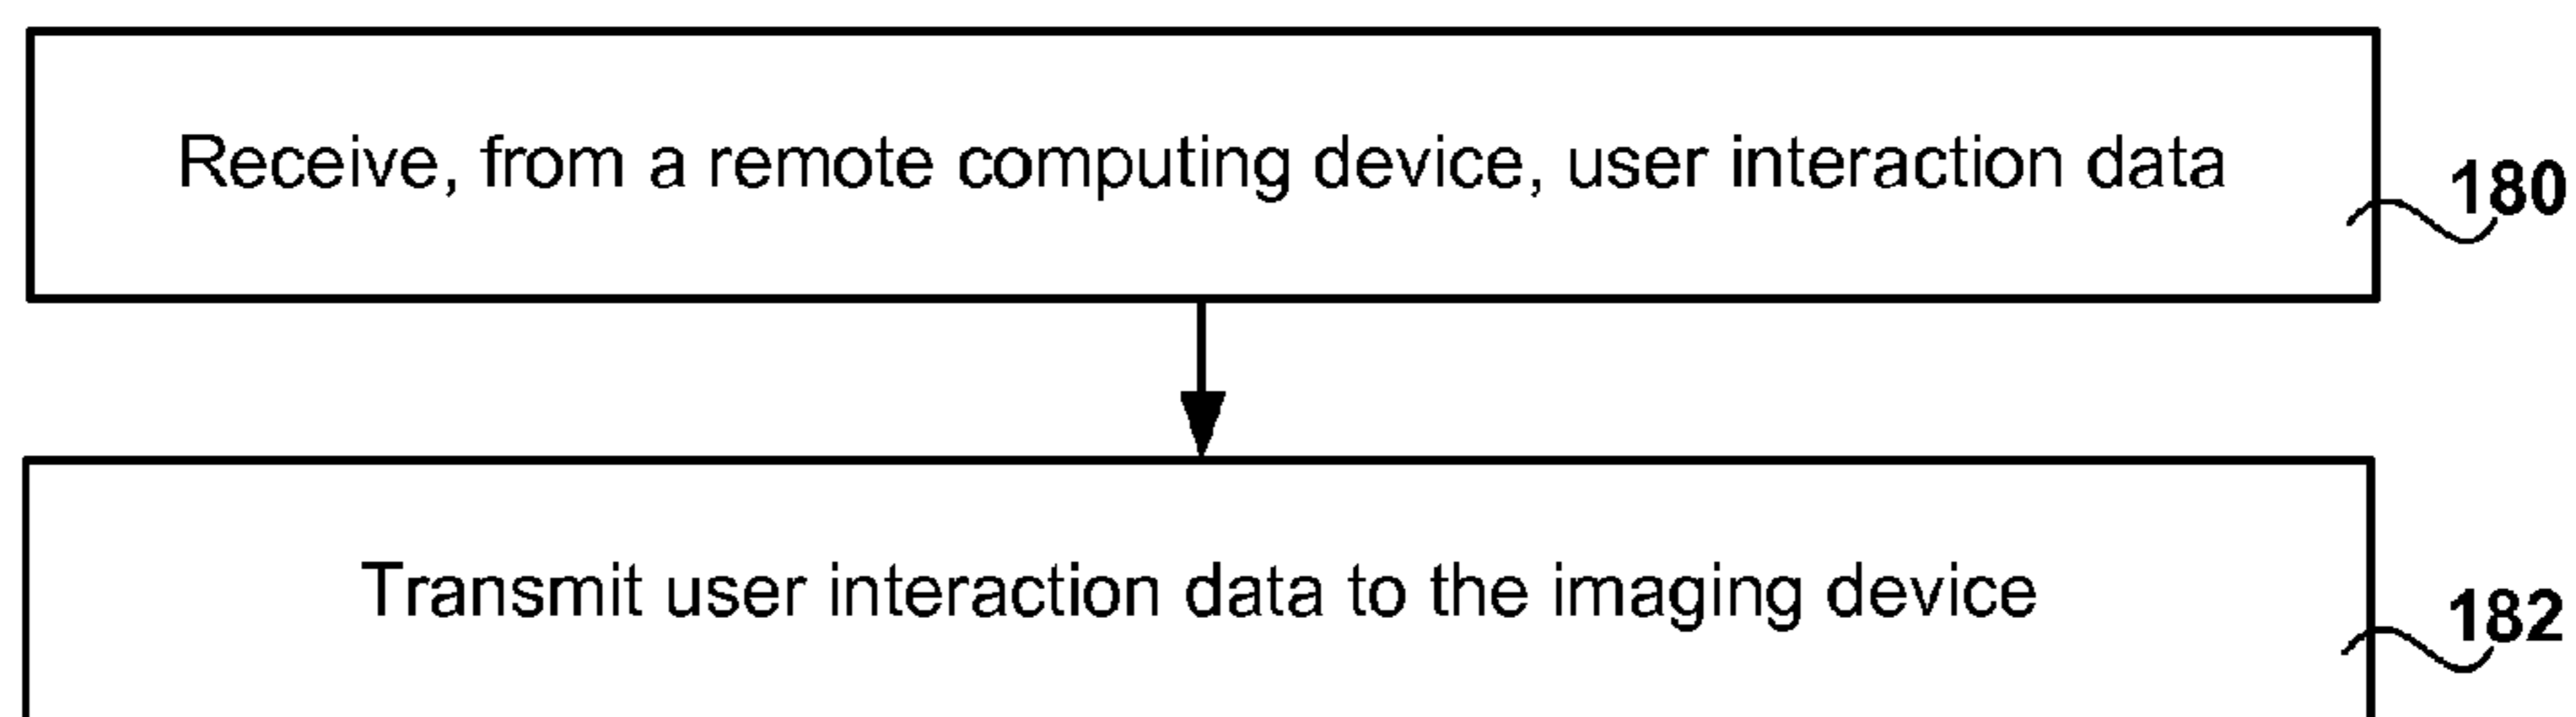 Receive, from a remote computing device, user interaction data
180
Transmit user interaction data to the imaging device
182